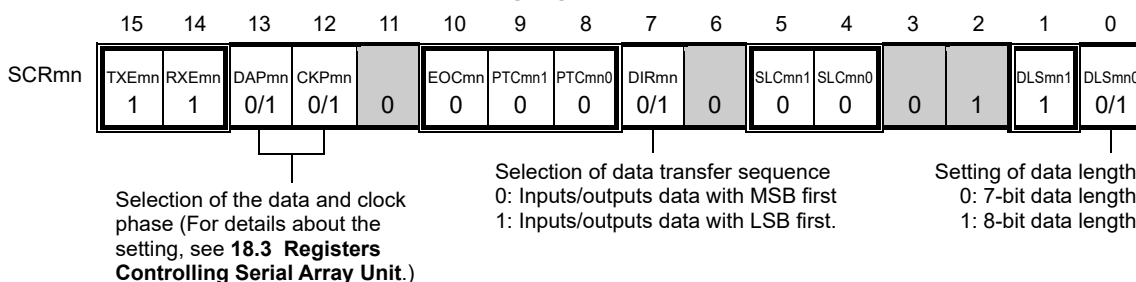 15 14 13 12 11 10 9 8 7 6 5 4 3 2 1 0
SCRmn
TXEmn RXEmn DAPmn CKPmn EOCmn PTCmn1 PTCmn0 DIRmn SLCmn1 SLCmn0 DLSmn1 DLSmn0
1 1 0/1 0/1 0 0 0 0 0/1 0 0 0 0 1 1 0/1
Selection of the data and clock
phase (For details about the
setting, see 18.3 Registers
Controlling Serial Array Unit.)
Selection of data transfer sequence
0: Inputs/outputs data with MSB first
1: Inputs/outputs data with LSB first.
Setting of data length
0: 7-bit data length
1: 8-bit data length